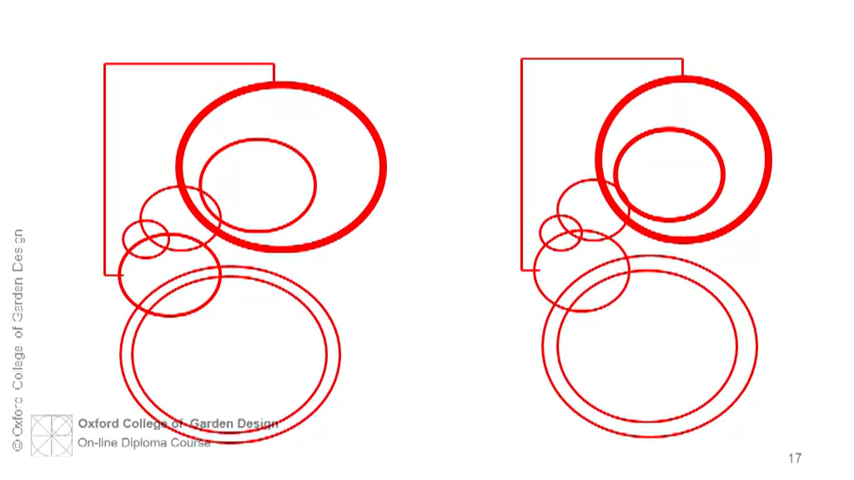 © Oxford College of Garden Design
Oxford College of Garden Design
On-line Diploma Course
17